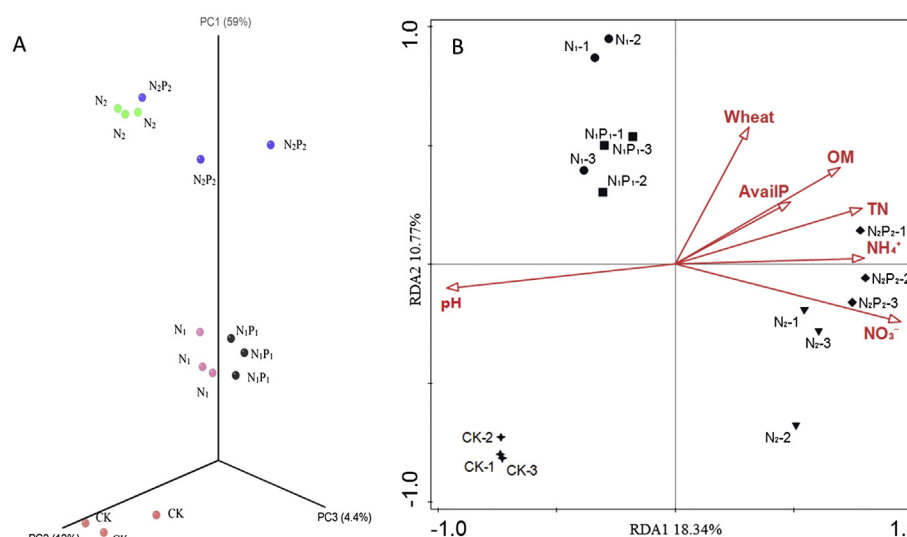 A
PC1 (59%)
N₂P₂
N₂
N₂
N₂
N₂P₂
N₂P₂
N₁
N₁P₁
N₁
N₁P₁
N₁
N₁P₁
PC3 (4.4%)
CK
CK
B
1.0
N₁-1
N₁-2
N₁P₁-1
N₁P₁-3
N₁-3
N₁P₁-2
Wheat
OM
AvailP
TN
N₂P₂-1
NH₄⁺
N₂P₂-2
N₂P₂-3
NO₃⁻
N₂-1
N₂-3
N₂-2
pH
RDA2 10.77%
CK-2
CK-1
CK-3
-1.0
-1.0
RDA1 18.34%